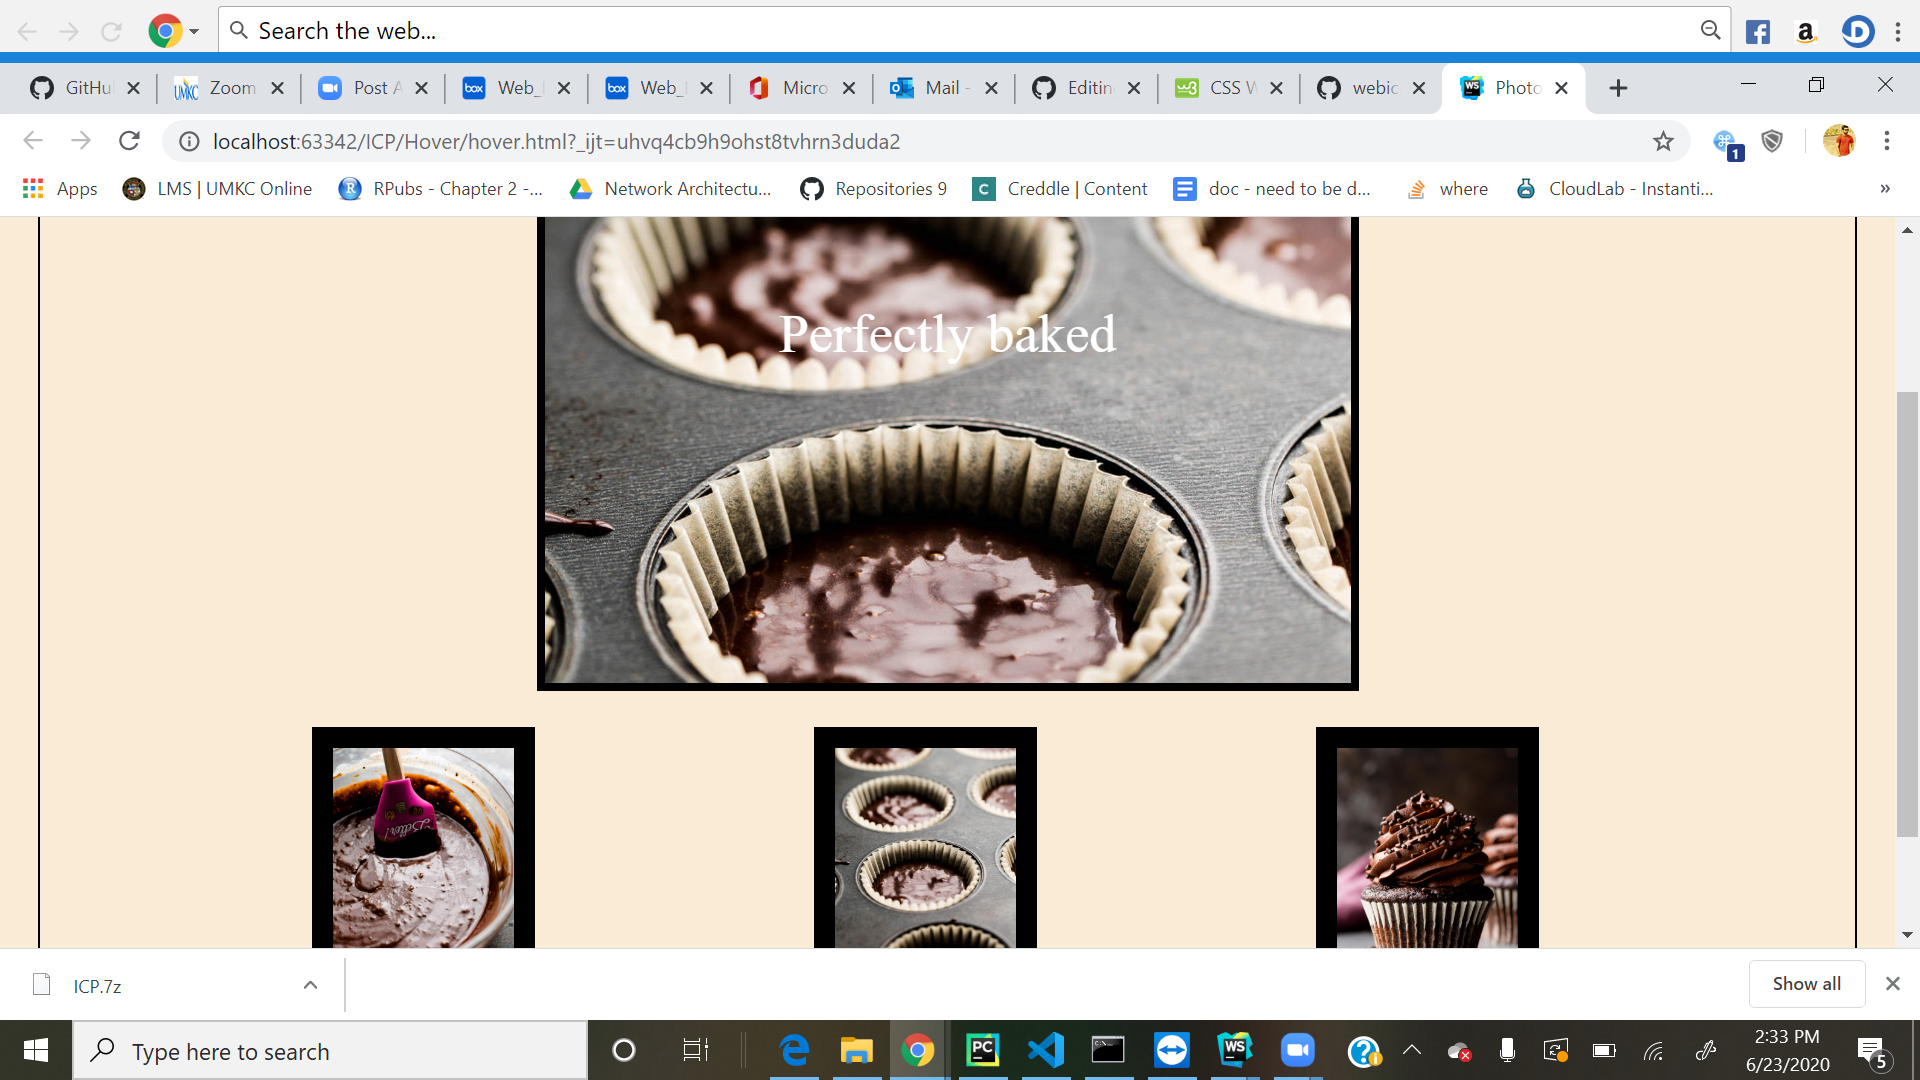 Search the web...
GitHu
Zoom
Post A
Web_
Web_
Micro
Mail -
Editin
CSS W
webic
Photo
localhost:63342/ICP/Hover/hover.html?_ijt=uhvq4cb9h9ohst8tvhrn3duda2
1
Apps
LMS | UMKC Online
RPubs - Chapter 2 -...
Network Architectu...
Repositories 9
Creddle | Content
doc - need to be d...
where
CloudLab - Instanti...
»
Perfectly baked
ICP.7z
Show all
Type here to search
2:33 PM
6/23/2020
5